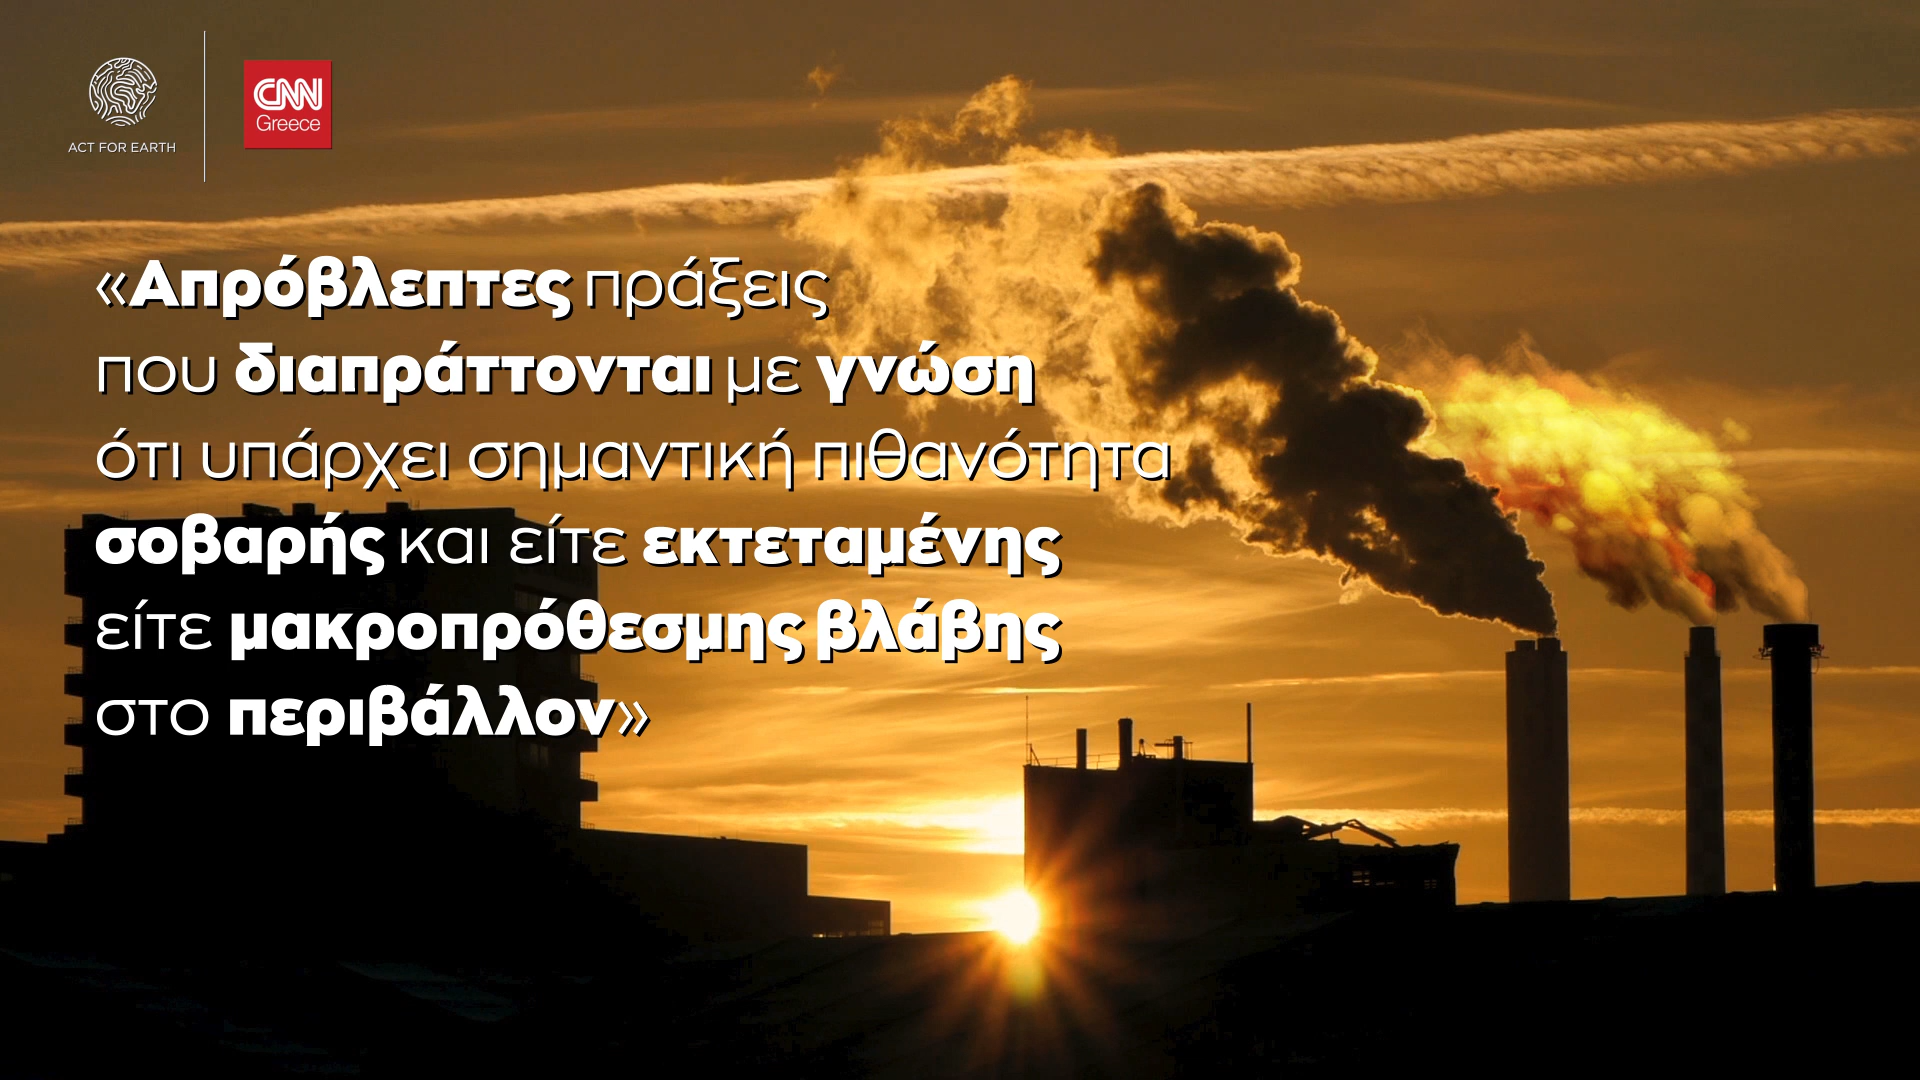 ACT FOR EARTH
CNN
Greece
«Απρόβλεπτες πράξεις
που διαπράττονται με γνώση
ότι υπάρχει σημαντική πιθανότητα
σοβαρής και είτε εκτεταμένης
είτε μακροπρόθεσμης βλάβης
στο περιβάλλον»